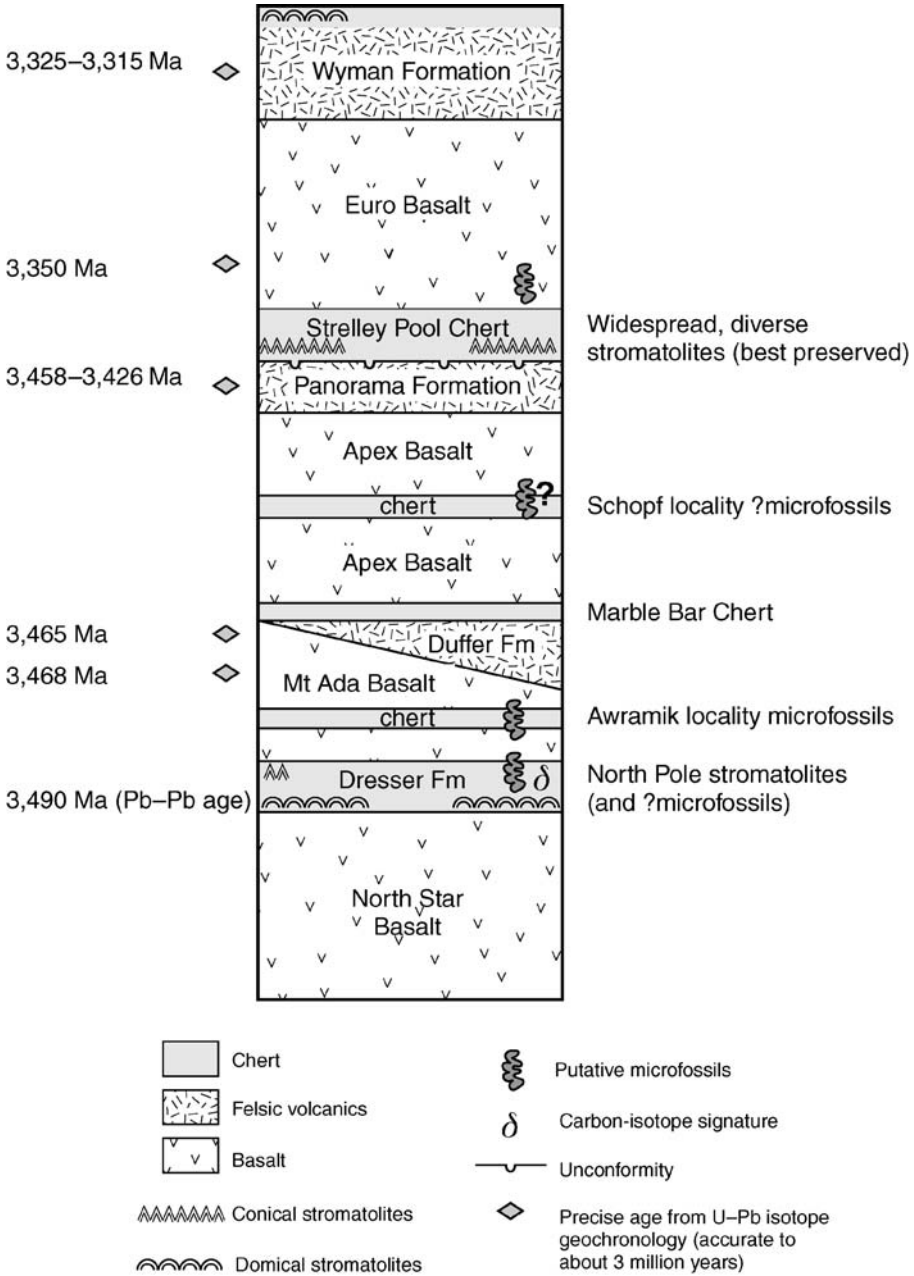 3,325–3,315 Ma
Wyman Formation
Euro Basalt
3,350 Ma
Strelley Pool Chert
Widespread, diverse
stromatolites (best preserved)
3,458–3,426 Ma
Panorama Formation
Apex Basalt
?
chert
Schopf locality ?microfossils
Apex Basalt
Marble Bar Chert
3,465 Ma
Duffer Fm
3,468 Ma
Mt Ada Basalt
chert
Awramik locality microfossils
Dresser Fm
δ
North Pole stromatolites
(and ?microfossils)
3,490 Ma (Pb–Pb age)
North Star
Basalt
Chert
Felsic volcanics
Basalt
Conical stromatolites
Domical stromatolites
Putative microfossils
δ Carbon-isotope signature
Unconformity
Precise age from U–Pb isotope
geochronology (accurate to
about 3 million years)